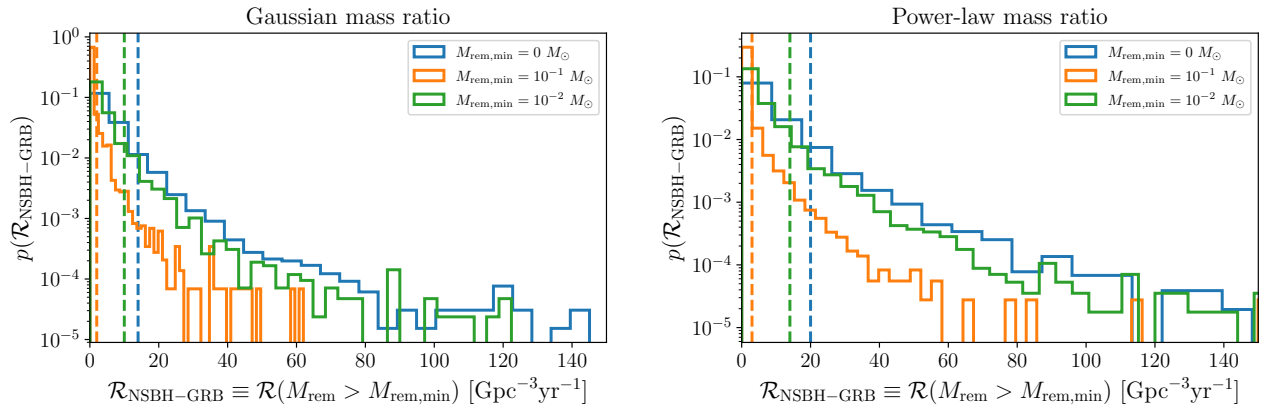 Gaussian mass ratio
p(R_NSBH−GRB)
10^0
10^-1
10^-2
10^-3
10^-4
10^-5
M_rem,min = 0 M_⊙
M_rem,min = 10^-1 M_⊙
M_rem,min = 10^-2 M_⊙
0 20 40 60 80 100 120 140
R_NSBH−GRB ≡ R(M_rem > M_rem,min) [Gpc^-3 yr^-1]
Power-law mass ratio
p(R_NSBH−GRB)
10^-1
10^-2
10^-3
10^-4
10^-5
M_rem,min = 0 M_⊙
M_rem,min = 10^-1 M_⊙
M_rem,min = 10^-2 M_⊙
0 20 40 60 80 100 120 140
R_NSBH−GRB ≡ R(M_rem > M_rem,min) [Gpc^-3 yr^-1]